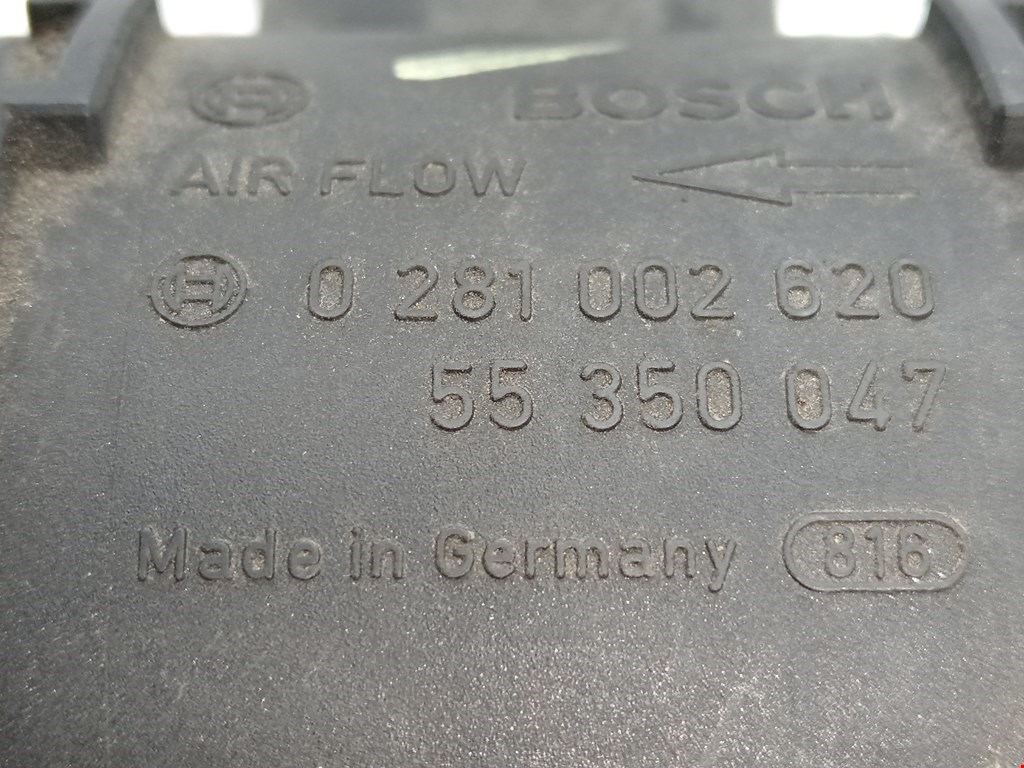 BOSCH
AIR FLOW
0 281 002 620
55 350 047
Made in Germany 816